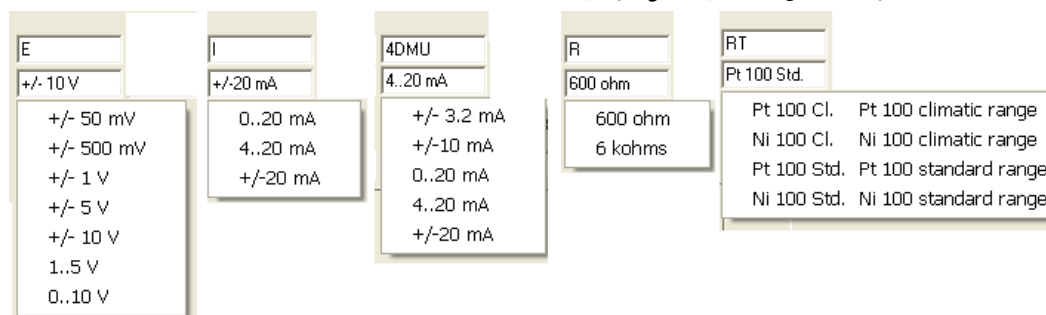 E
+/- 10 V
+/- 50 mV
+/- 500 mV
+/- 1 V
+/- 5 V
+/- 10 V
1..5 V
0..10 V
I
+/-20 mA
0..20 mA
4..20 mA
+/-20 mA
4DMU
4..20 mA
+/- 3.2 mA
+/-10 mA
0..20 mA
4..20 mA
+/-20 mA
R
600 ohm
600 ohm
6 kohms
RT
Pt 100 Std.
Pt 100 Cl. Pt 100 climatic range
Ni 100 Cl. Ni 100 climatic range
Pt 100 Std. Pt 100 standard range
Ni 100 Std. Ni 100 standard range